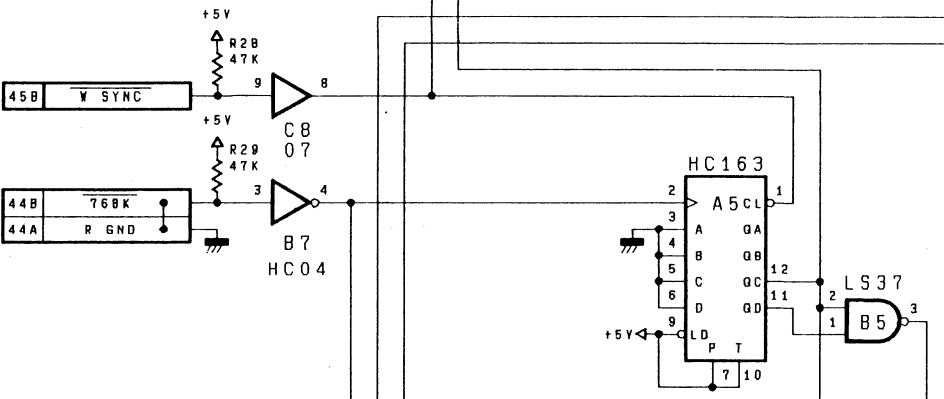 +5V
R28
47K
45B W SYNC
9
8
C8
07
+5V
R29
47K
44B 768K
3
4
44A R GND
B7
HC04
HC163
A5
2
1
CL
3
A
QA
4
B
QB
5
C
QC
12
6
D
QD
11
9
LD
+5V
P T
7 10
LS37
2
1
B5
3